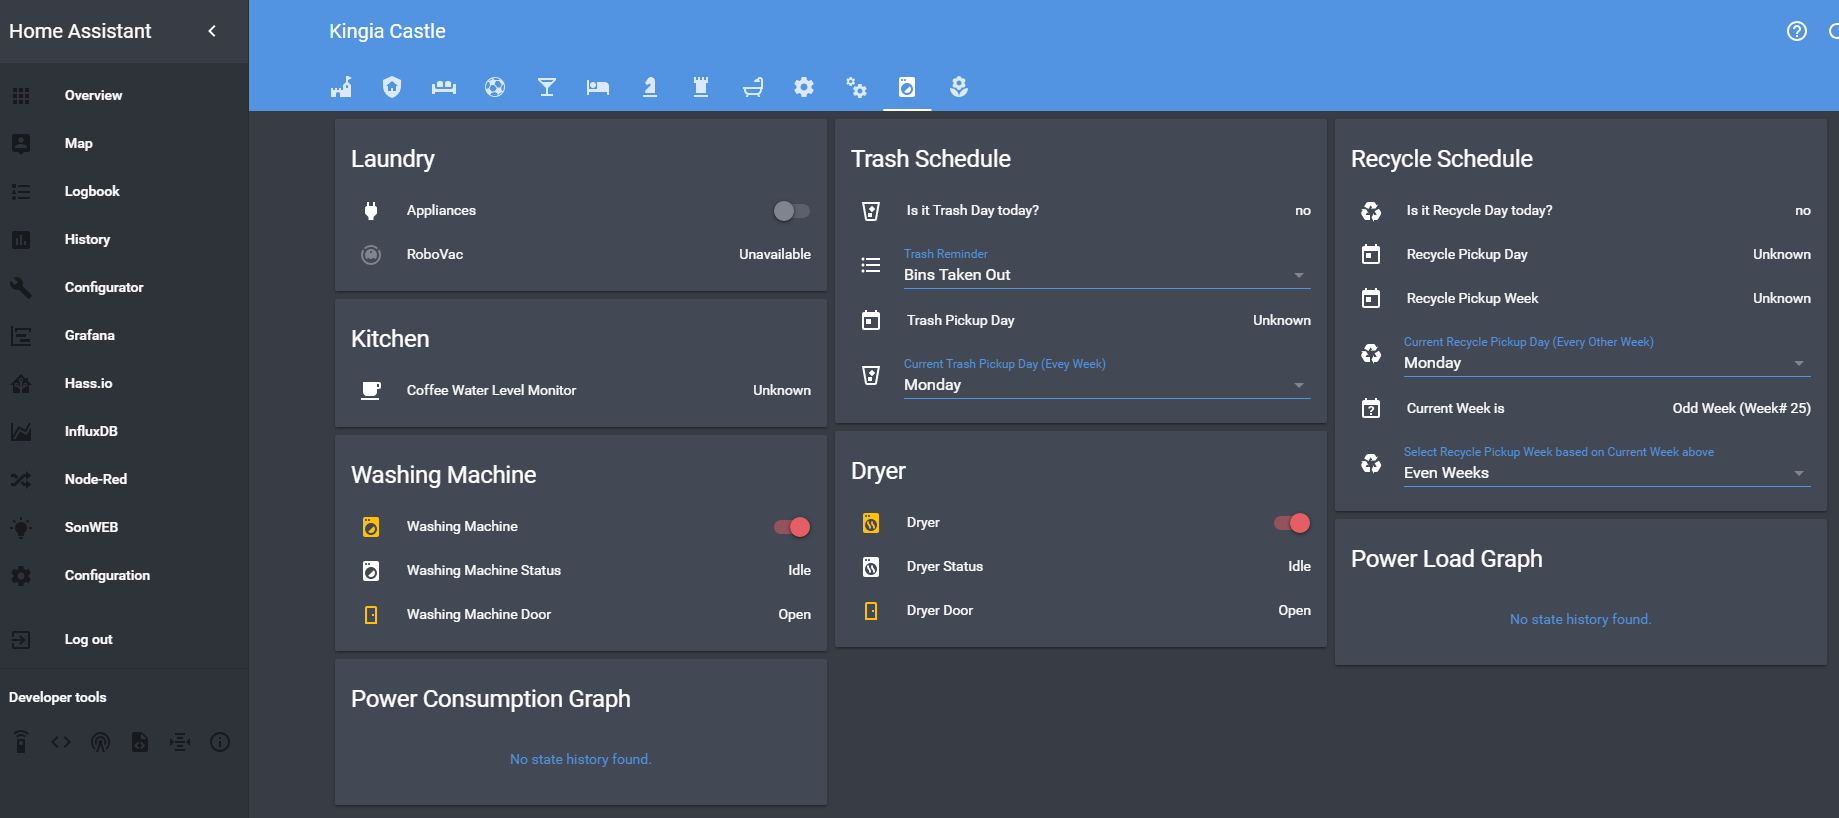 Home Assistant
Overview
Map
Logbook
History
Configurator
Grafana
Hass.io
InfluxDB
Node-Red
SonWEB
Configuration
Log out
Developer tools
Kingia Castle
Laundry
Appliances
RoboVac Unavailable
Kitchen
Coffee Water Level Monitor Unknown
Washing Machine
Washing Machine
Washing Machine Status Idle
Washing Machine Door Open
Power Consumption Graph
No state history found.
Trash Schedule
Is it Trash Day today? no
Trash Reminder
Bins Taken Out
Trash Pickup Day Unknown
Current Trash Pickup Day (Evey Week)
Monday
Dryer
Dryer
Dryer Status Idle
Dryer Door Open
Recycle Schedule
Is it Recycle Day today? no
Recycle Pickup Day Unknown
Recycle Pickup Week Unknown
Current Recycle Pickup Day (Every Other Week)
Monday
Current Week is Odd Week (Week# 25)
Select Recycle Pickup Week based on Current Week above
Even Weeks
Power Load Graph
No state history found.